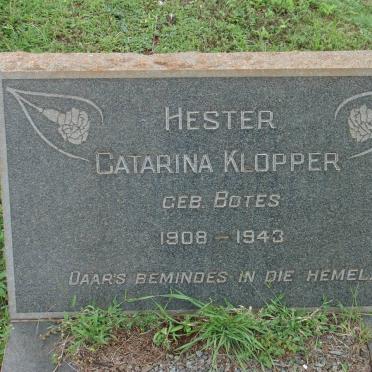 HESTER
CATARINA KLOPPER
GEB. BOTES
1908 – 1943
DAAR'S BEMINDES IN DIE HEMEL